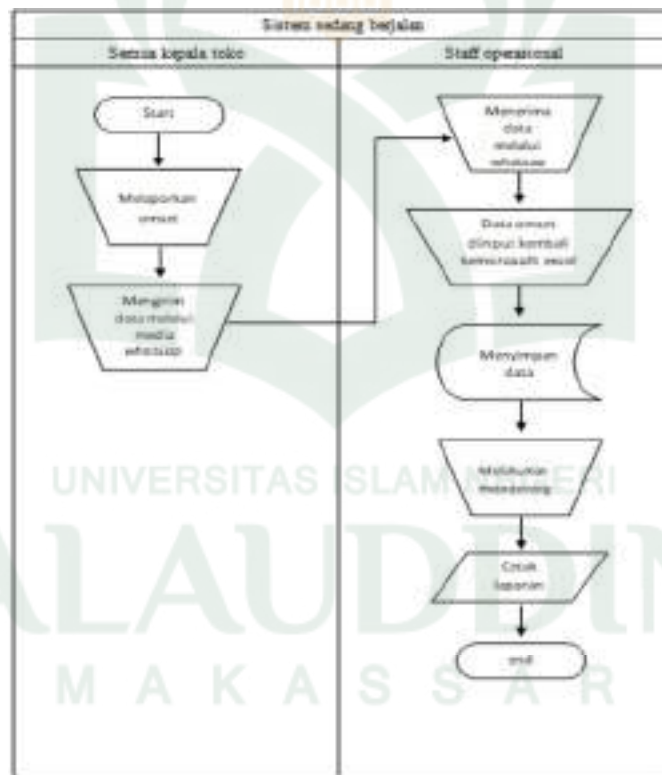 Sistem sedang berjalan
Semua kepala toko
Staff operasional
Start
Melaporkan
omset
Mengirim
data melalui
media
whatsapp
Menerima
data
melalui
whatsapp
Data omset
diinput kembali
kemicrosoft excel
Menyimpan
data
Melakukan
monitoring
Cetak
laporan
end
UNIVERSITAS ISLAM NEGERI
ALAUDDIN
MAKASSAR